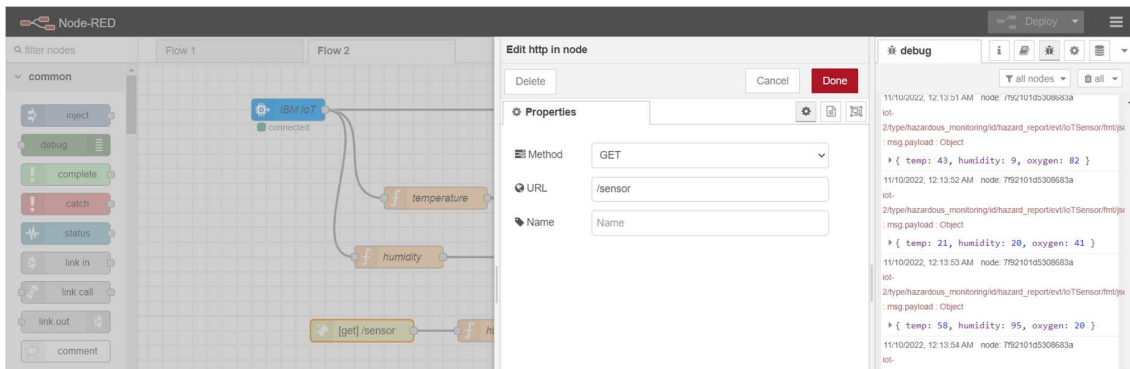 Node-RED
Deploy
filter nodes
Flow 1
Flow 2
common
inject
debug
complete
catch
status
link in
link call
link out
comment
IBM IoT
connected
f temperature
f humidity
[get] /sensor
f
Edit http in node
Delete
Cancel
Done
Properties
Method
GET
URL
/sensor
Name
Name
debug
i
all nodes
all
11/10/2022, 12:13:51 AM node: 7f92101d5308683a
iot-
2/type/hazardous_monitoring/id/hazard_report/evt/IoTSensor/fmt/jsc
: msg.payload : Object
{ temp: 43, humidity: 9, oxygen: 82 }
11/10/2022, 12:13:52 AM node: 7f92101d5308683a
iot-
2/type/hazardous_monitoring/id/hazard_report/evt/IoTSensor/fmt/jsc
: msg.payload : Object
{ temp: 21, humidity: 20, oxygen: 41 }
11/10/2022, 12:13:53 AM node: 7f92101d5308683a
iot-
2/type/hazardous_monitoring/id/hazard_report/evt/IoTSensor/fmt/jsc
: msg.payload : Object
{ temp: 58, humidity: 95, oxygen: 20 }
11/10/2022, 12:13:54 AM node: 7f92101d5308683a
iot-